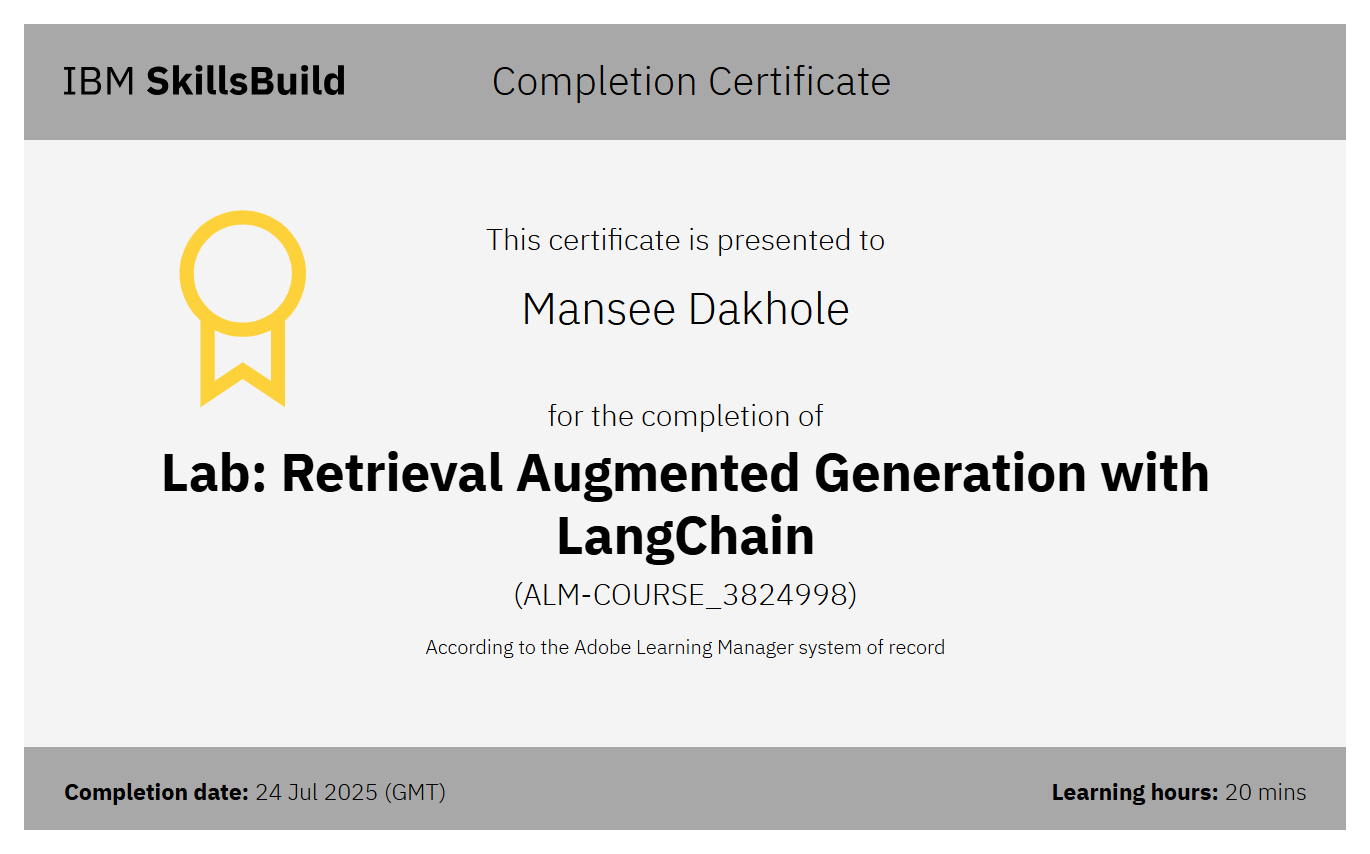 IBM SkillsBuild
Completion Certificate
This certificate is presented to
Mansee Dakhole
for the completion of
Lab: Retrieval Augmented Generation with
LangChain
(ALM-COURSE_3824998)
According to the Adobe Learning Manager system of record
Completion date: 24 Jul 2025 (GMT)
Learning hours: 20 mins